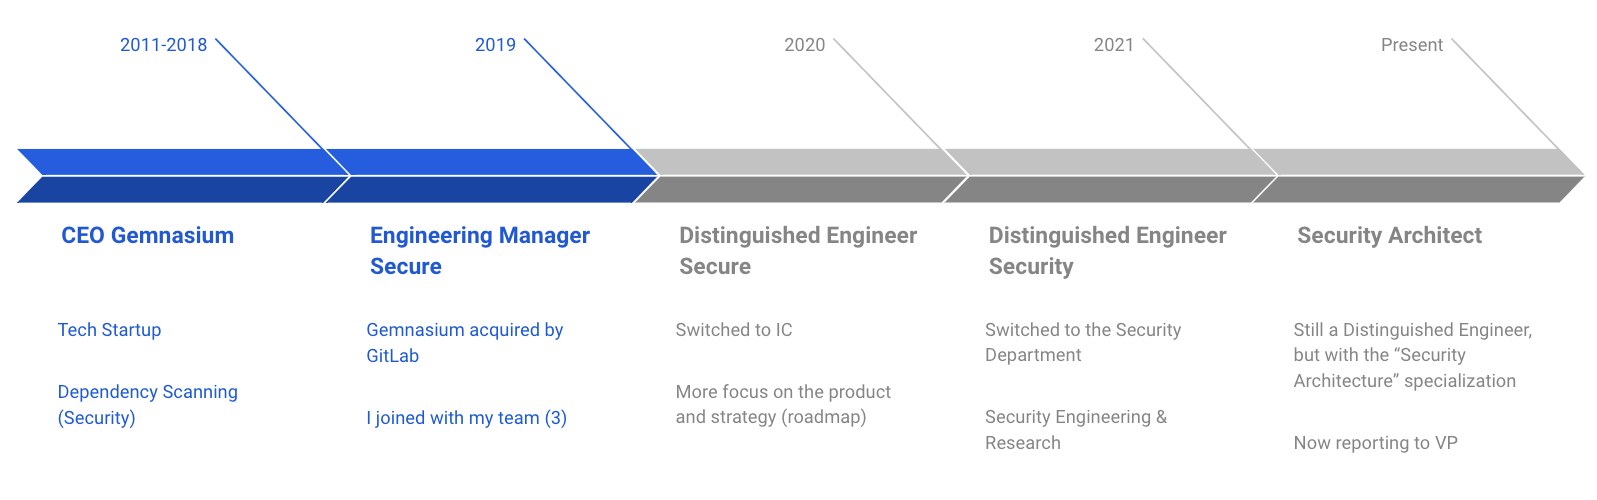 2011-2018
2019
2020
2021
Present
CEO Gemnasium
Tech Startup
Dependency Scanning
(Security)
Engineering Manager
Secure
Gemnasium acquired by
GitLab
I joined with my team (3)
Distinguished Engineer
Secure
Switched to IC
More focus on the product
and strategy (roadmap)
Distinguished Engineer
Security
Switched to the Security
Department
Security Engineering &
Research
Security Architect
Still a Distinguished Engineer,
but with the “Security
Architecture” specialization
Now reporting to VP